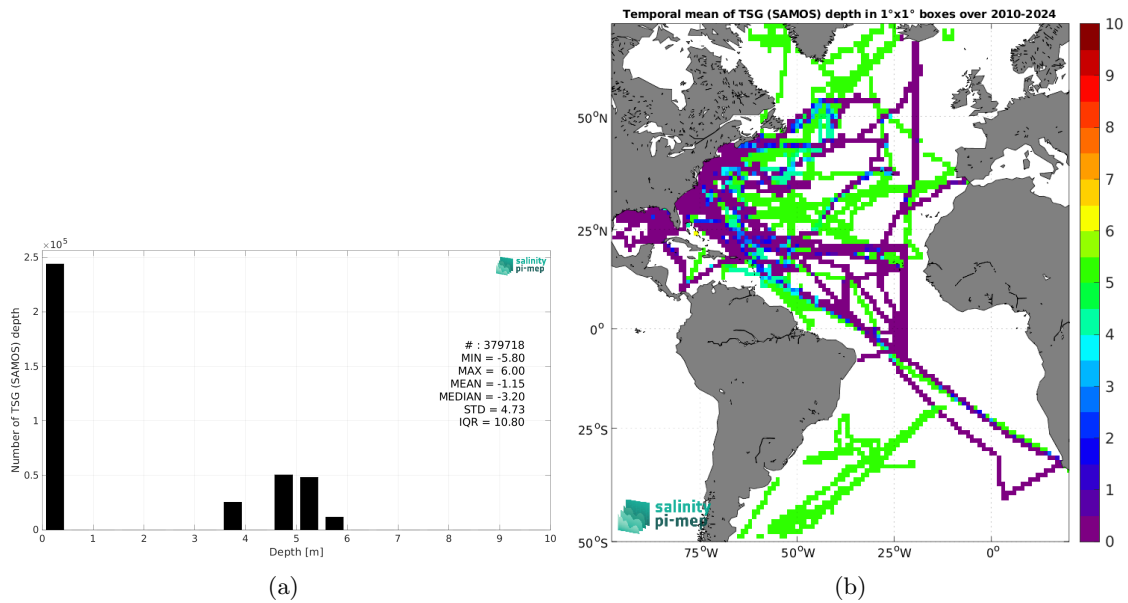 Temporal mean of TSG (SAMOS) depth in 1°x1° boxes over 2010-2024
×10⁵
2.5
2
1.5
1
0.5
0
Number of TSG (SAMOS) depth
salinity
pi-mep
# : 379718
MIN = -5.80
MAX = 6.00
MEAN = -1.15
MEDIAN = -3.20
STD = 4.73
IQR = 10.80
0 1 2 3 4 5 6 7 8 9 10
Depth [m]
(a)
50°N
25°N
0°
25°S
50°S
salinity
pi-mep
75°W 50°W 25°W 0°
10
9
8
7
6
5
4
3
2
1
0
(b)